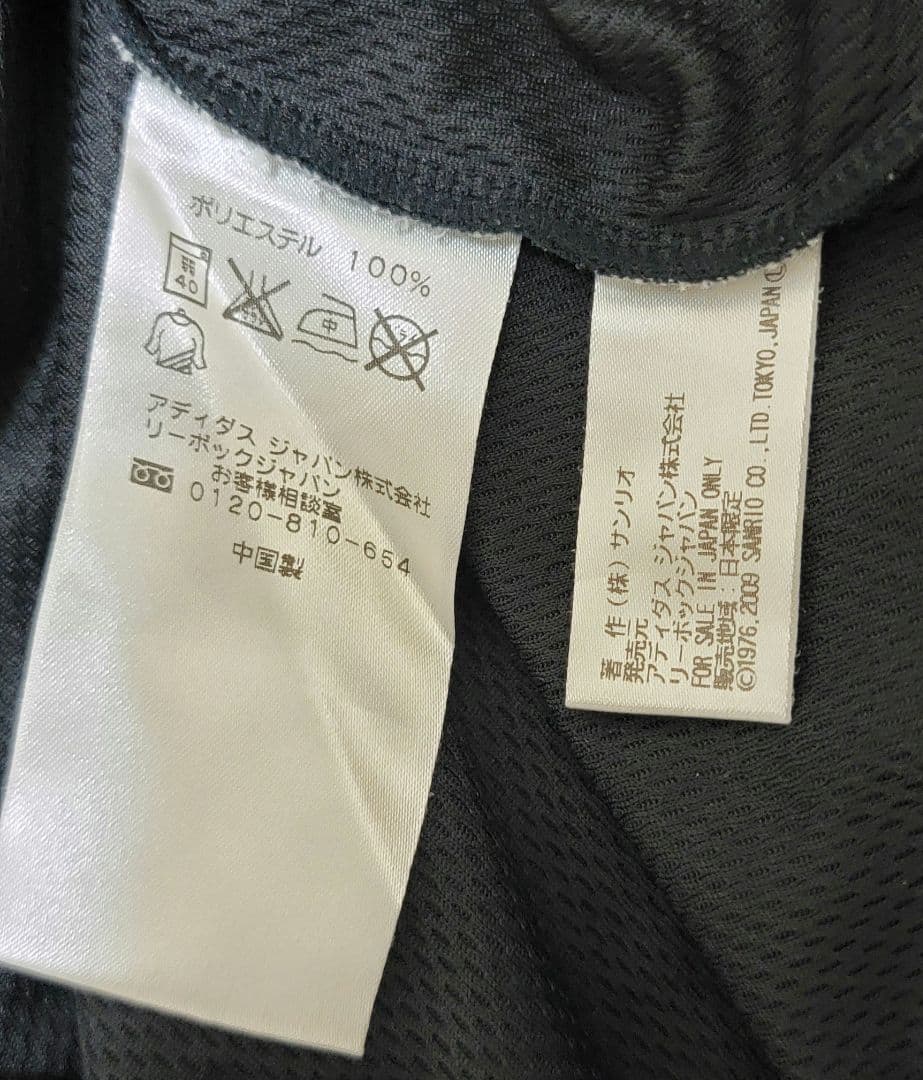 ポリエステル 100%
40
中
アディダス ジャパン株式会社
リーボックジャパン
お客様相談室
0120-810-654
中国製
著 作(株)サンリオ
発売元
アディダス ジャパン株式会社
リーボックジャパン
FOR SALE IN JAPAN ONLY
販売地域:日本限定
©1976,2009 SANRIO CO.,LTD.TOKYO,JAPAN Ⓛ